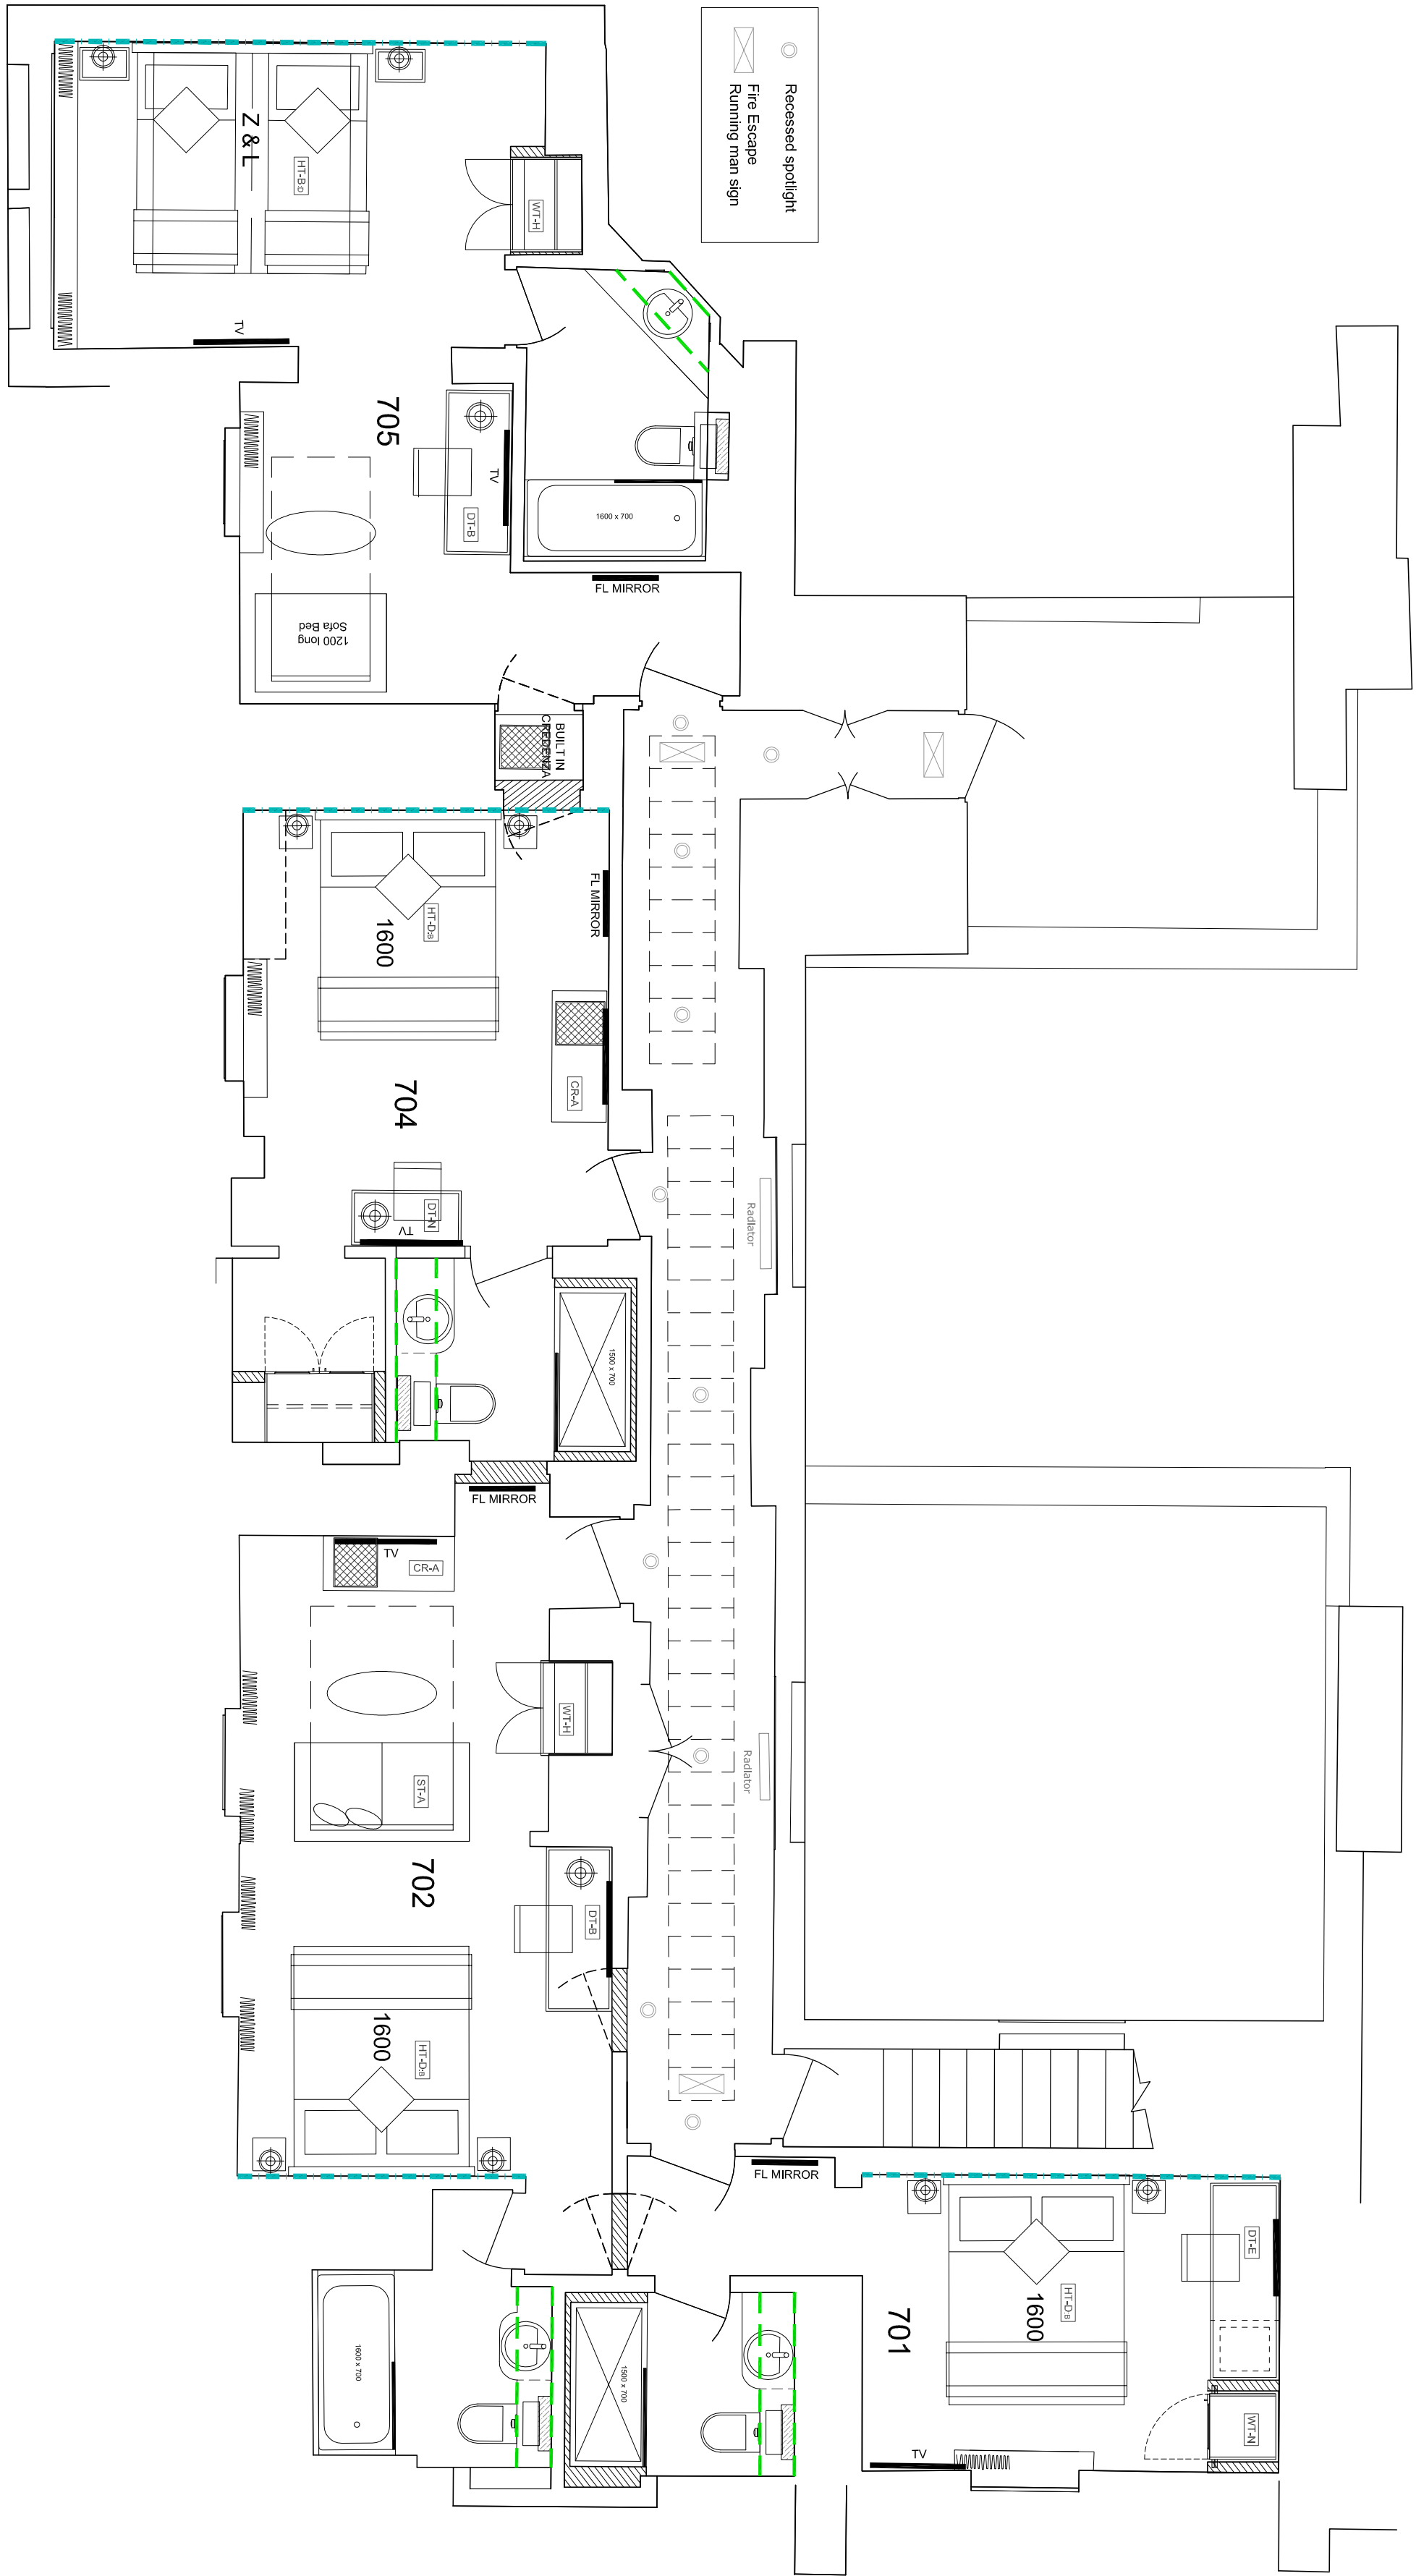 Recessed spotlight
Fire Escape
Running man sign
Z & L
HT-B:D
WT-H
TV
705
TV
DT-B
1600 x 700
FL MIRROR
1200 long
Sofa Bed
BUILT IN
CREDENZA
FL MIRROR
HT-D:B
1600
CR-A
704
DT-N
TV
Radiator
1500 x 700
FL MIRROR
TV
CR-A
WT-H
ST-A
Radiator
702
DT-B
1600
HT-D:B
FL MIRROR
DT-E
HT-D:B
1600
701
WT-N
TV
1600 x 700
1500 x 700